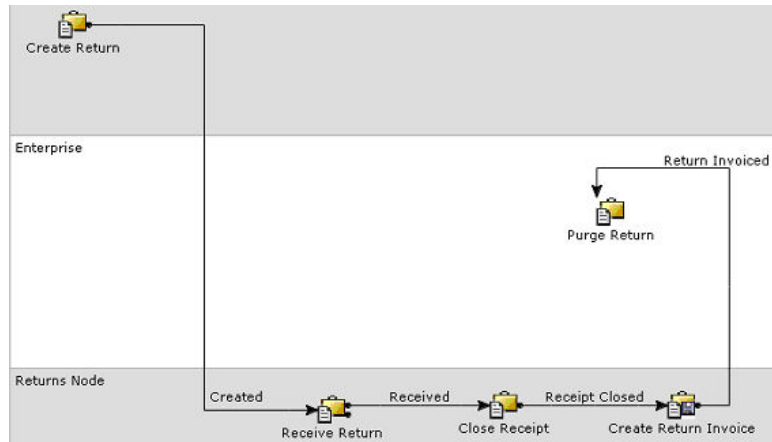 Create Return
Enterprise
Return Invoiced
Purge Return
Returns Node
Created
Received
Receipt Closed
Receive Return
Close Receipt
Create Return Invoice